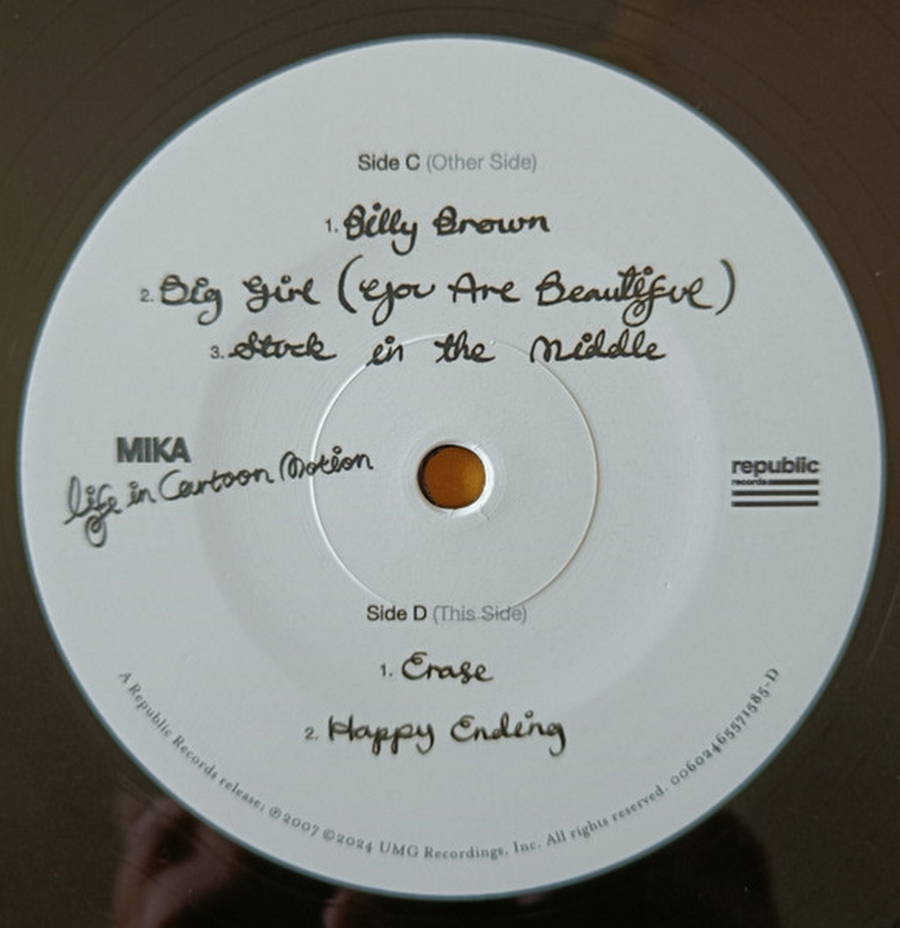 Side C (Other Side)
1. Billy Brown
2. Big Girl (You Are Beautiful)
3. Stuck in the Middle
MIKA
Life in Cartoon Motion
republic
records
Side D (This Side)
1. Erase
2. Happy Ending
A Republic Records release; ℗2007 ©2024 UMG Recordings, Inc. All rights reserved. 00602465571585-D